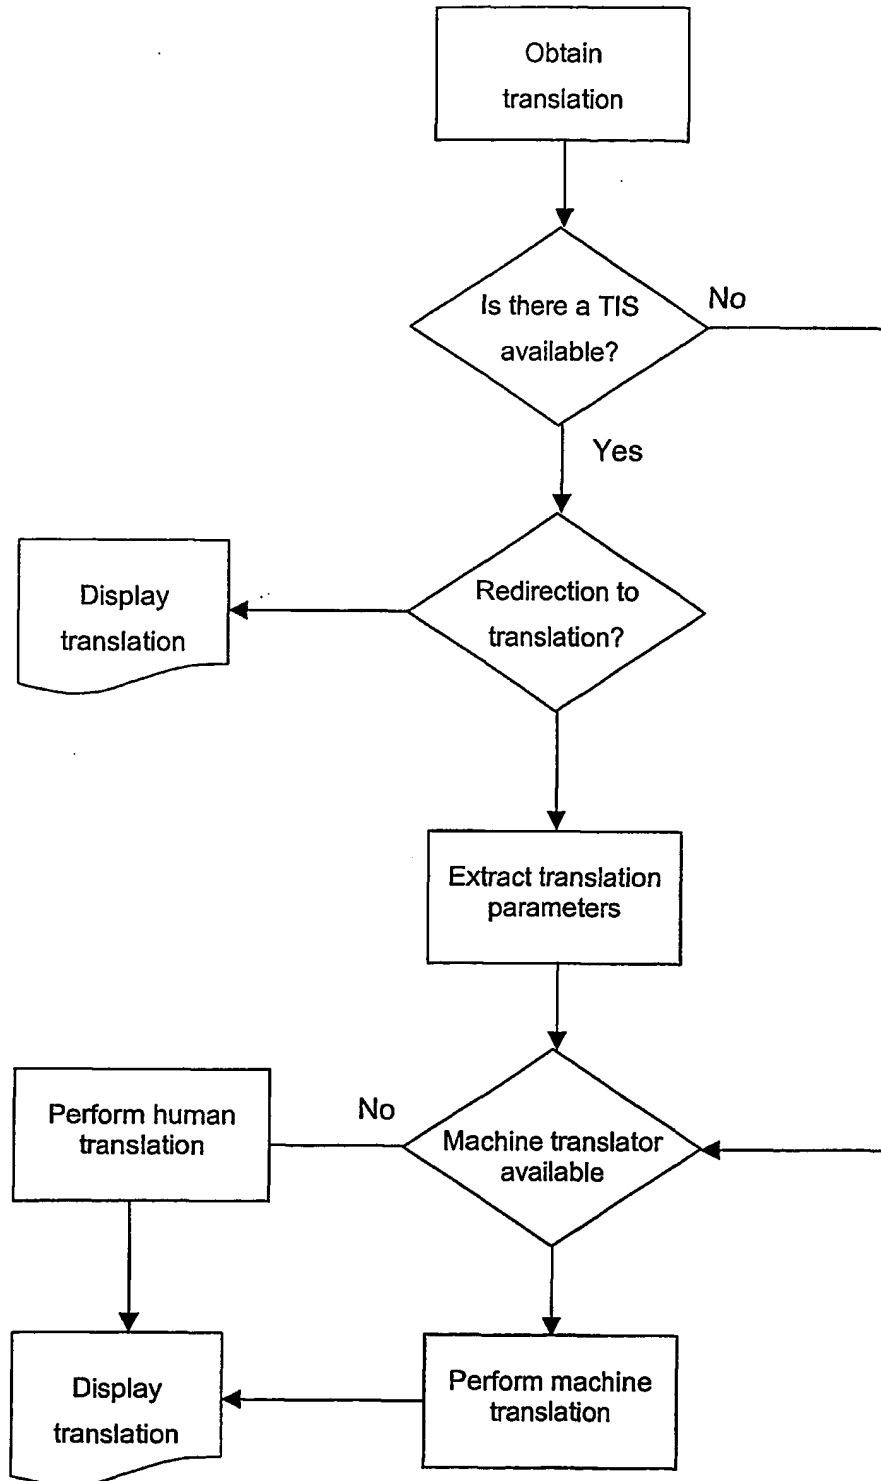 Obtain
translation
Is there a TIS
available?
No
Yes
Redirection to
translation?
Display
translation
Extract translation
parameters
Machine translator
available
No
Perform human
translation
Perform machine
translation
Display
translation